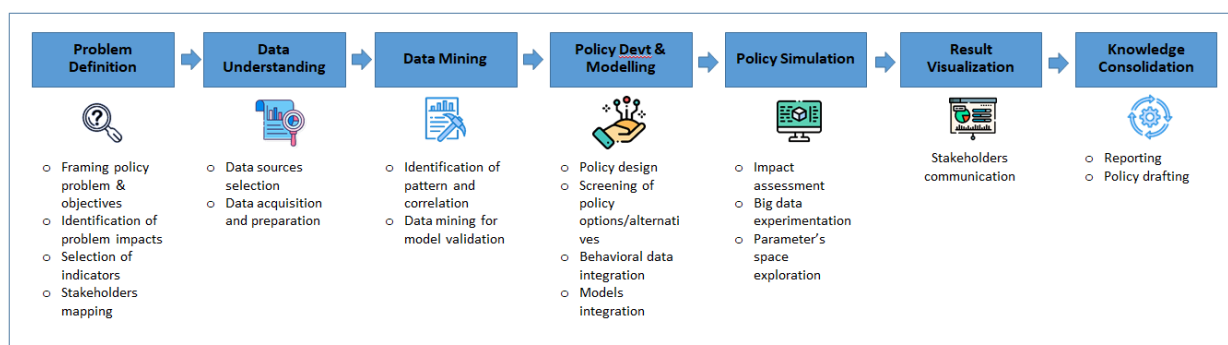 Problem
Definition
Data
Understanding
Data Mining
Policy Devt &
Modelling
Policy Simulation
Result
Visualization
Knowledge
Consolidation
o Framing policy
problem &
objectives
o Identification of
problem impacts
o Selection of
indicators
o Stakeholders
mapping
o Data sources
selection
o Data acquisition
and preparation
o Identification of
pattern and
correlation
o Data mining for
model validation
o Policy design
o Screening of
policy
options/alternati
ves
o Behavioral data
integration
o Models
integration
o Impact
assessment
o Big data
experimentation
o Parameter's
space
exploration
Stakeholders
communication
o Reporting
o Policy drafting